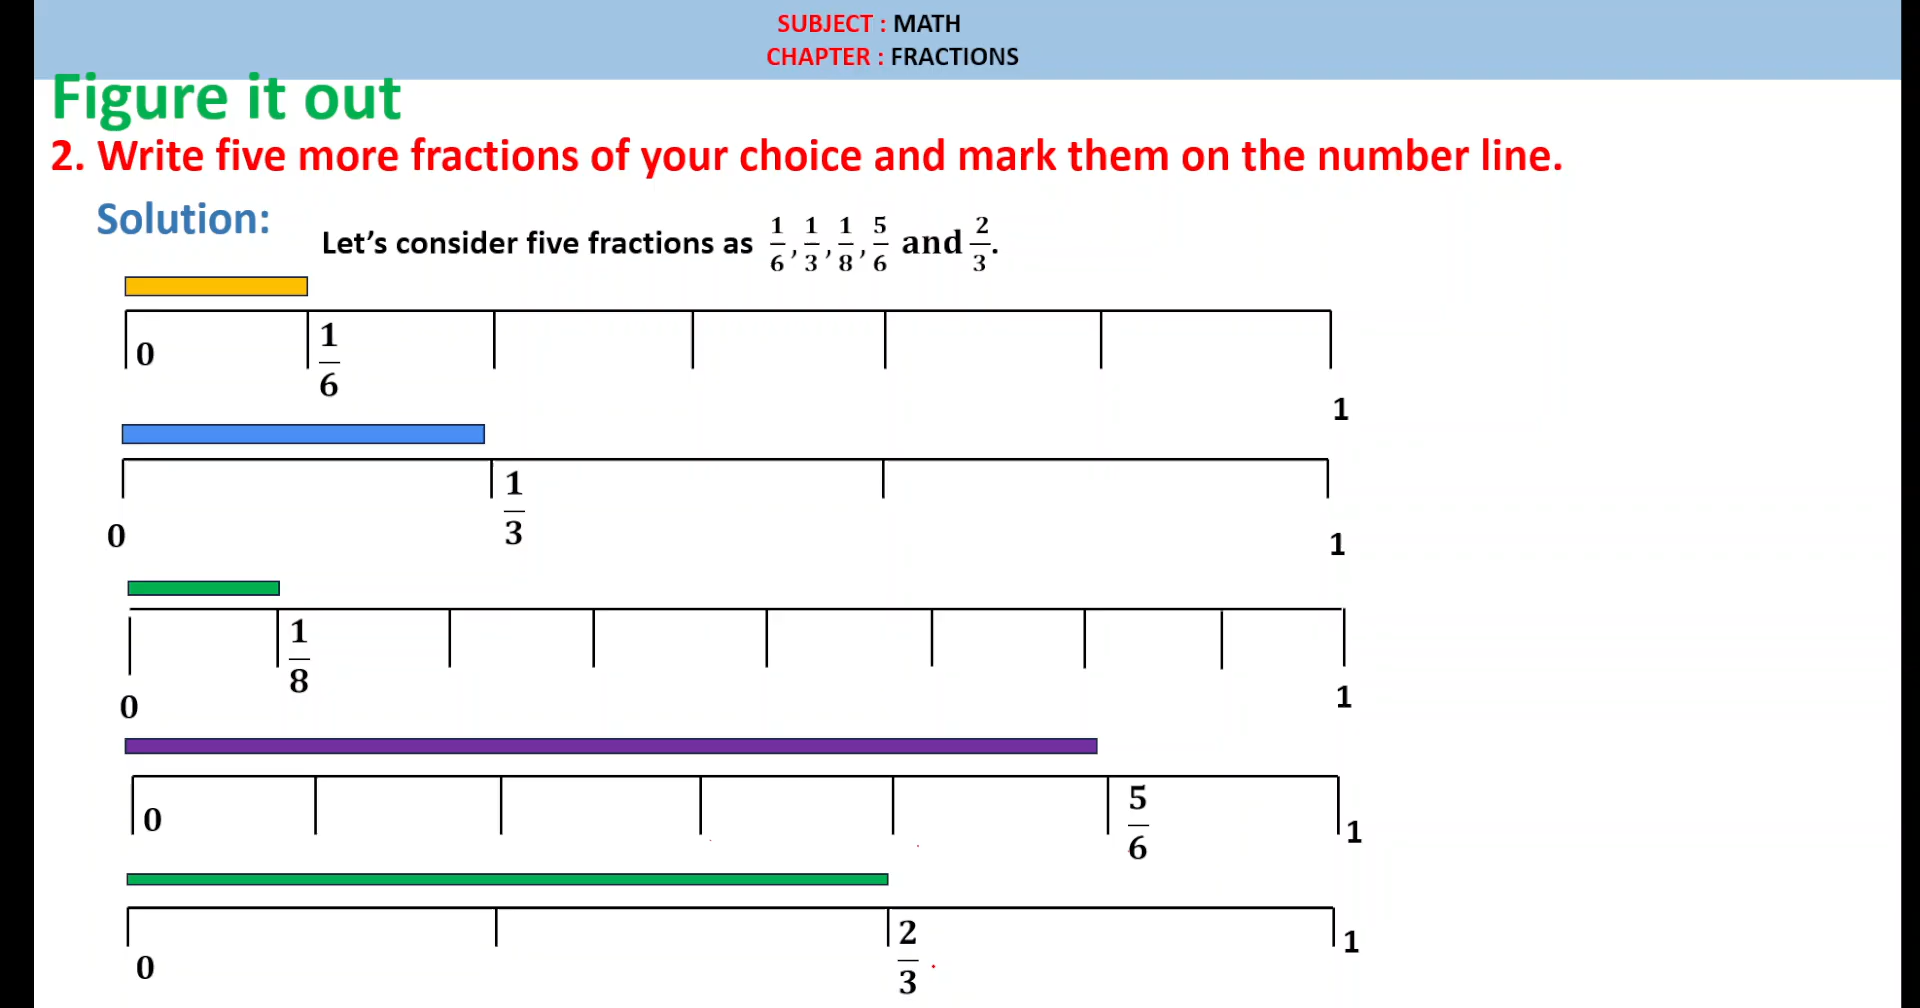 SUBJECT : MATH
CHAPTER : FRACTIONS
Figure it out
2. Write five more fractions of your choice and mark them on the number line.
Solution:
Let's consider five fractions as 1/6, 1/3, 1/8, 5/6 and 2/3.
0 1/6
1
1/3
0 1
1/8
0 1
0 5/6 1
2/3 1
0